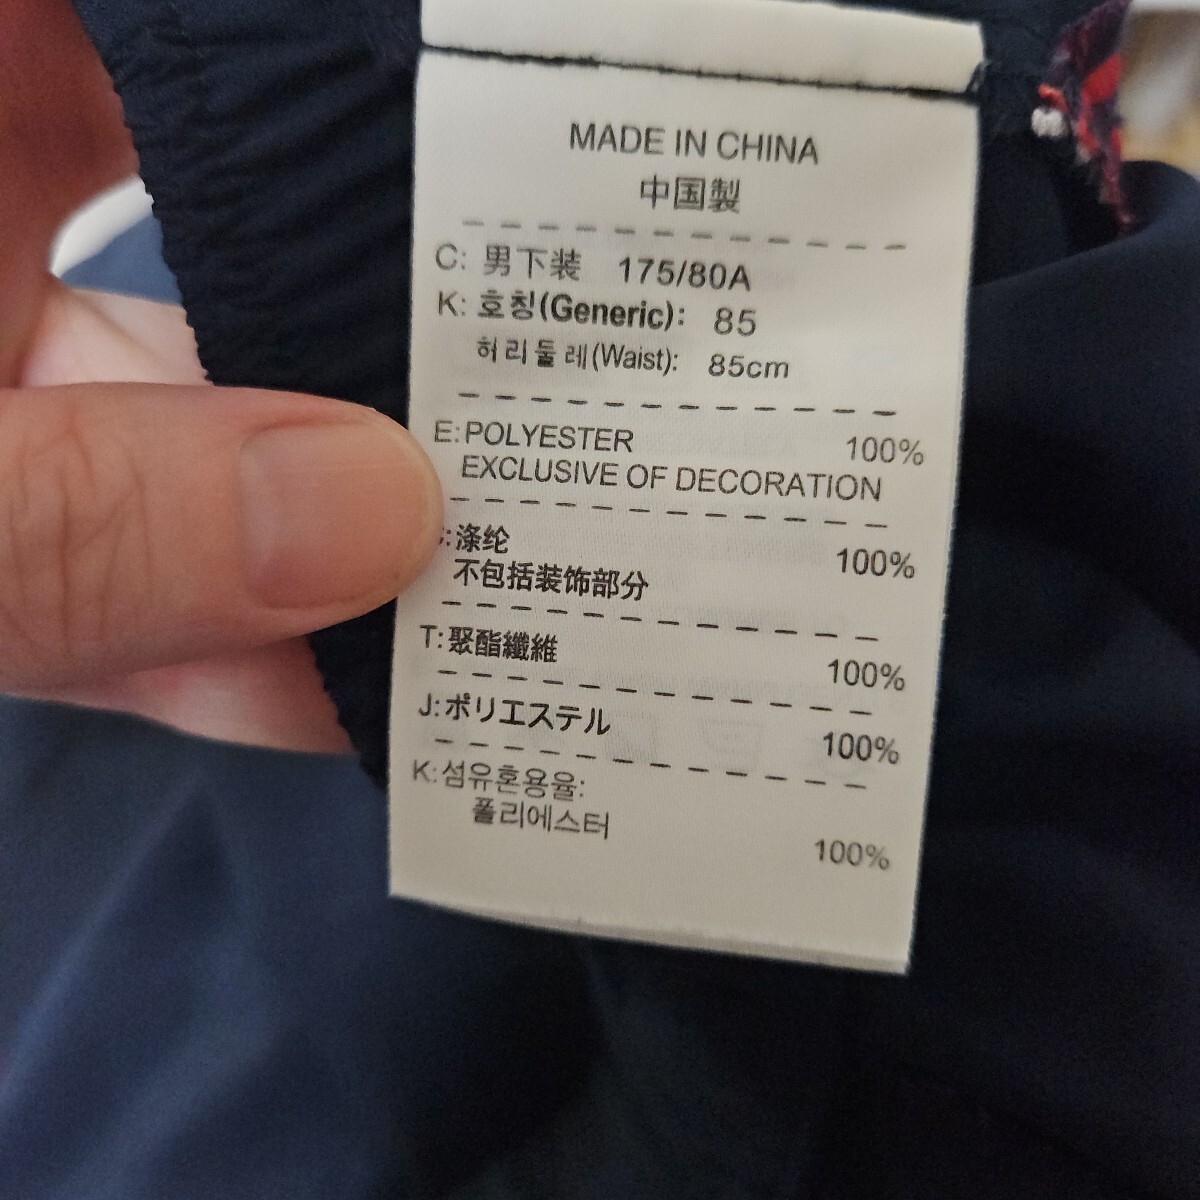 MADE IN CHINA
中国製
C: 男下装 175/80A
K: 호칭(Generic): 85
허리둘레(Waist): 85cm
E:POLYESTER 100%
EXCLUSIVE OF DECORATION
:涤纶 100%
不包括装饰部分
T:聚酯纖維 100%
J:ポリエステル 100%
K:섬유혼용율:
폴리에스터 100%